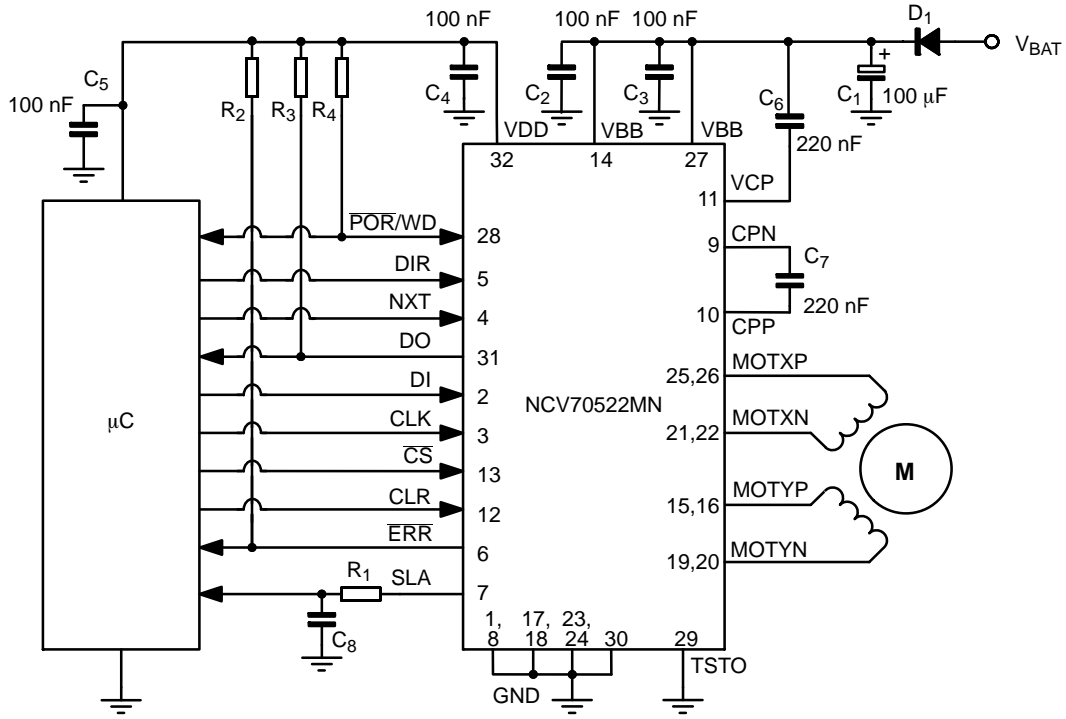 100 nF
100 nF 100 nF
D1
+
VBAT
C5
100 nF
R2 R3 R4
C4
C2
C3
C1
100 μF
C6
220 nF
VDD
VBB
VBB
32
14
27
11
VCP
POR/WD
28
9
CPN
C7
220 nF
DIR
5
NXT
4
10
CPP
DO
31
DI
2
CLK
3
CS
13
CLR
12
ERR
6
R1
SLA
7
C8
μC
NCV70522MN
MOTXP
25,26
MOTXN
21,22
M
MOTYP
15,16
MOTYN
19,20
1, 17, 23,
8 18 24 30
29
TSTO
GND